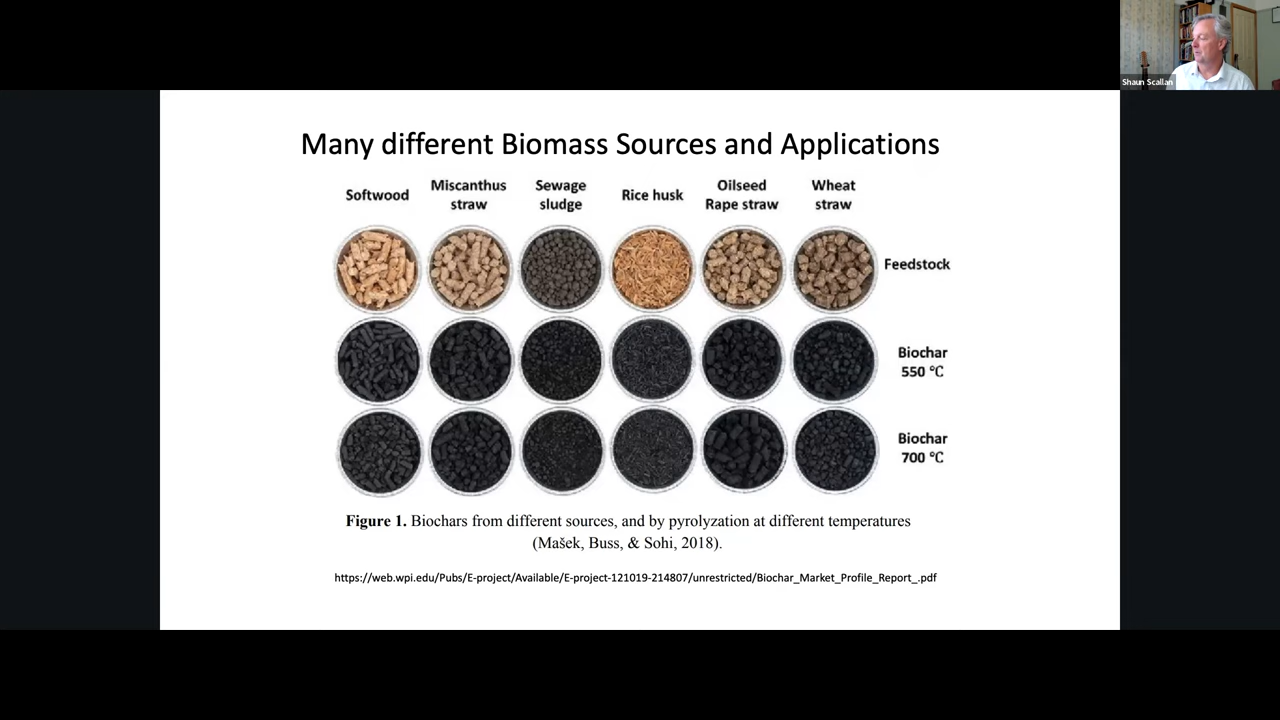 Shaun Scallan
Many different Biomass Sources and Applications
Softwood
Miscanthus
straw
Sewage
sludge
Rice husk
Oilseed
Rape straw
Wheat
straw
Feedstock
Biochar
550 °C
Biochar
700 °C
Figure 1. Biochars from different sources, and by pyrolyzation at different temperatures
(Mašek, Buss, & Sohi, 2018).
https://web.wpi.edu/Pubs/E-project/Available/E-project-121019-214807/unrestricted/Biochar_Market_Profile_Report_.pdf